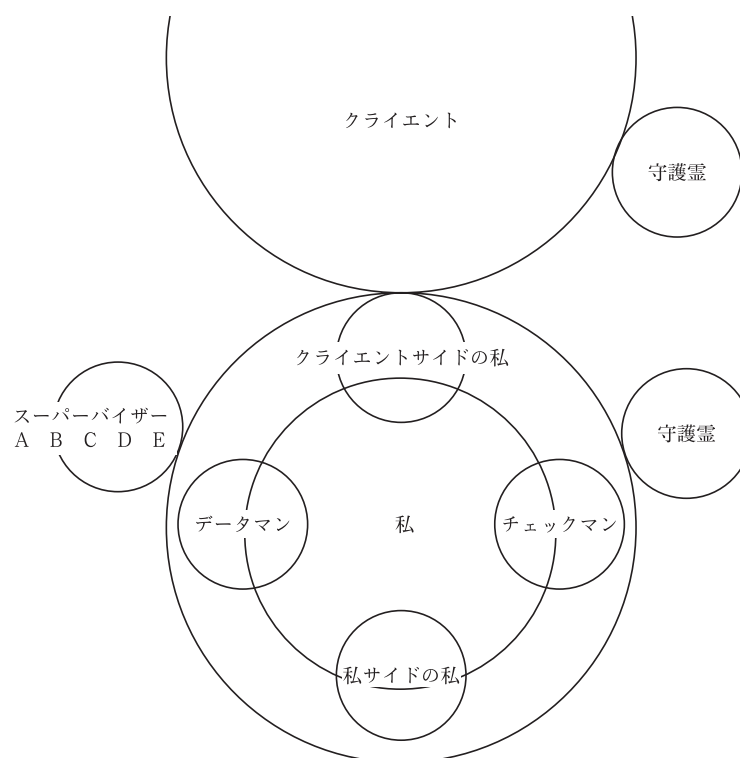 クライエント
守護霊
クライエントサイドの私
スーパーバイザー
A B C D E
守護霊
データマン
私
チェックマン
私サイドの私